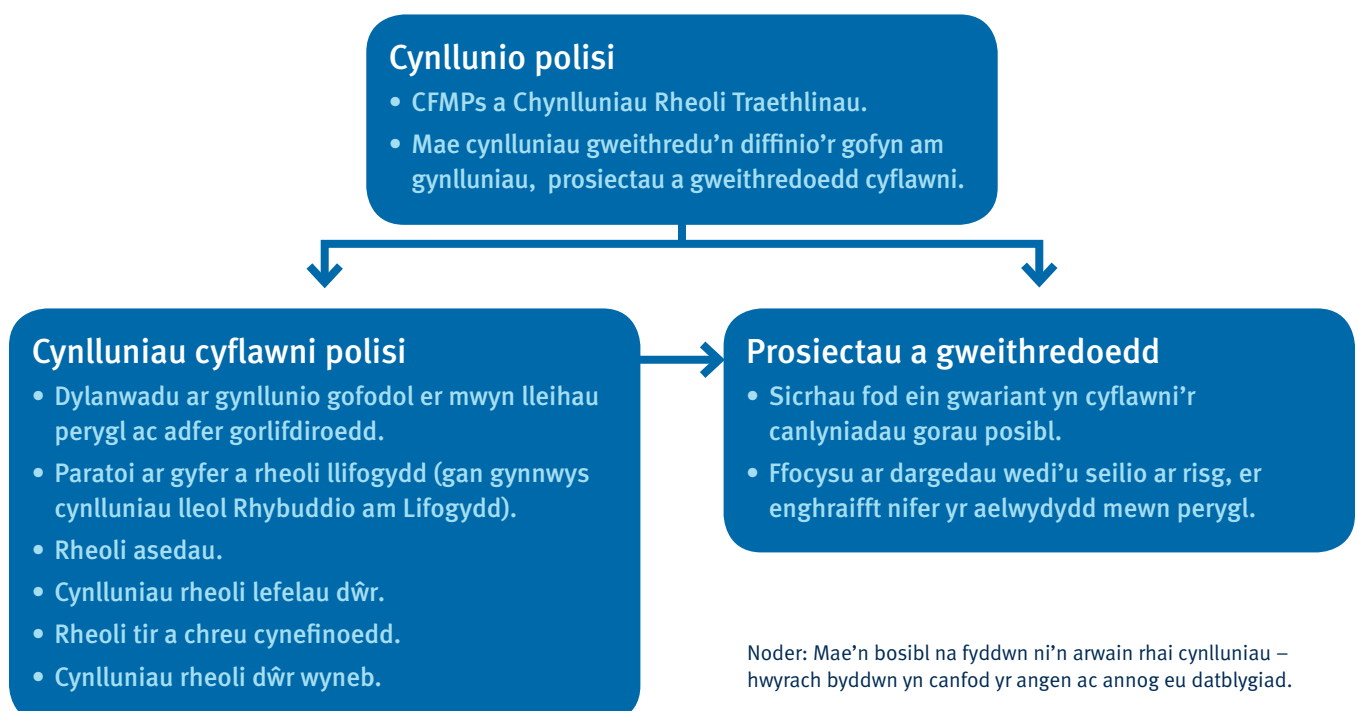 Cynllunio polisi
• CFMPs a Chynlluniau Rheoli Traethlinau.
• Mae cynlluniau gweithredu’n diffinio’r gofyn am
gynlluniau, prosiectau a gweithredoedd cyflawni.
Cynlluniau cyflawni polisi
• Dylanwadu ar gynllunio gofodol er mwyn lleihau
perygl ac adfer gorlifdiroedd.
• Paratoi ar gyfer a rheoli llifogydd (gan gynnwys
cynlluniau lleol Rhybuddio am Lifogydd).
• Rheoli asedau.
• Cynlluniau rheoli lefelau dŵr.
• Rheoli tir a chreu cynefinoedd.
• Cynlluniau rheoli dŵr wyneb.
Prosiectau a gweithredoedd
• Sicrhau fod ein gwariant yn cyflawni’r
canlyniadau gorau posibl.
• Ffocysu ar dargedau wedi’u seilio ar risg, er
enghraifft nifer yr aelwydydd mewn perygl.
Noder: Mae’n bosibl na fyddwn ni’n arwain rhai cynlluniau –
hwyrach byddwn yn canfod yr angen ac annog eu datblygiad.